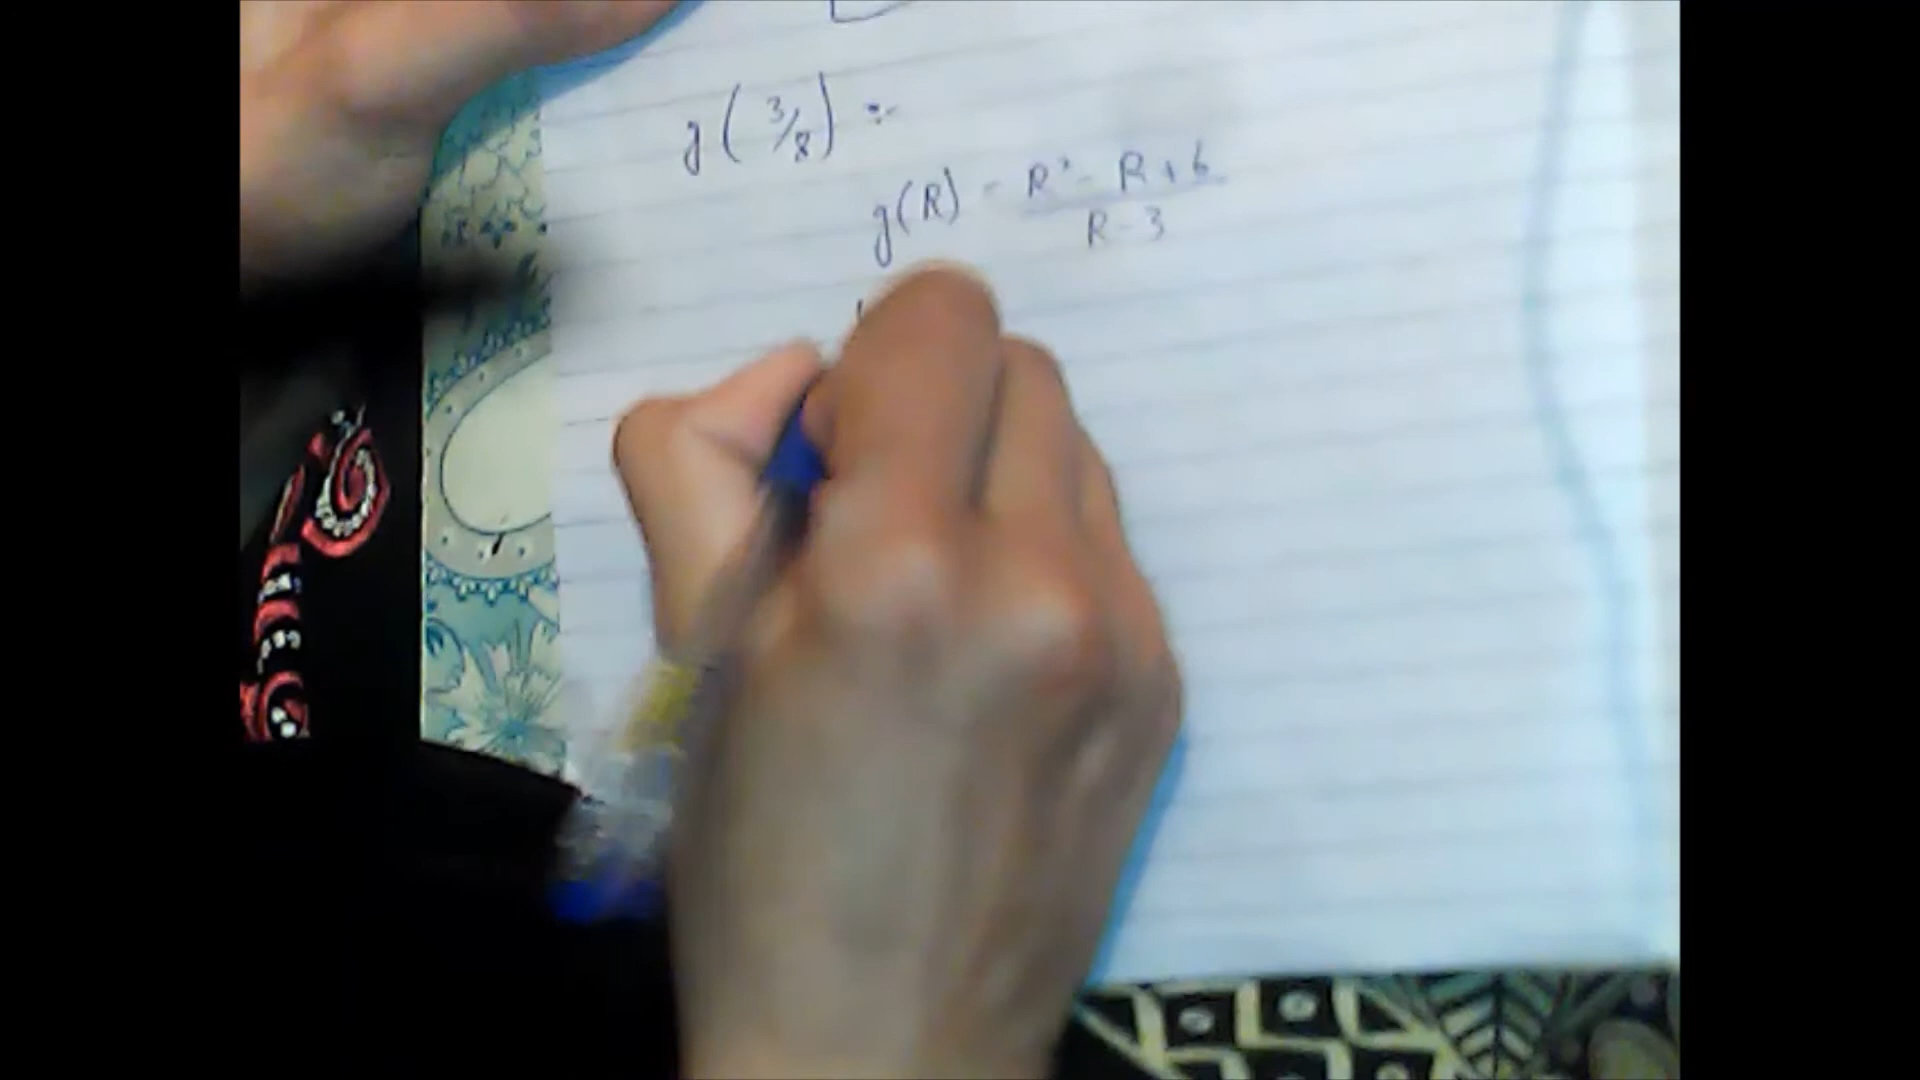 g(3/8) :-
g(R) = R² - R + 6 / R - 3